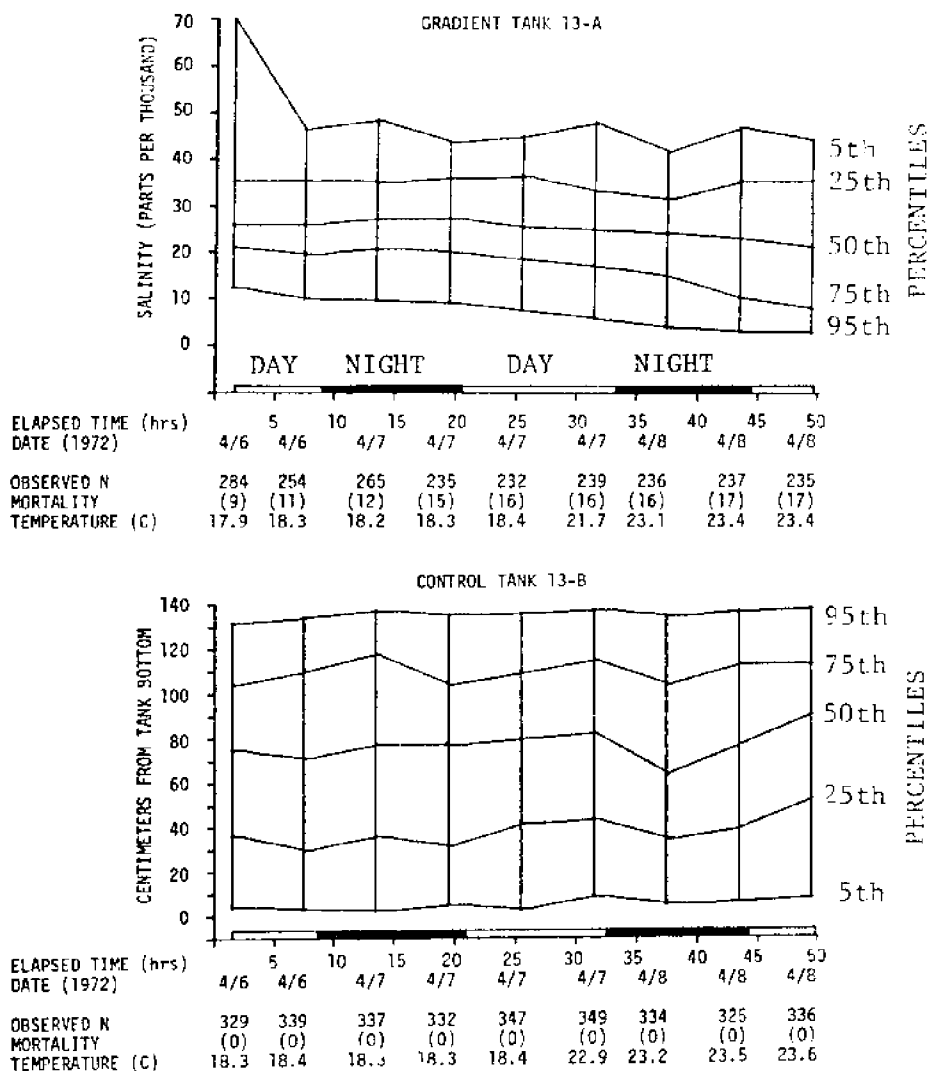 GRADIENT TANK 13-A
SALINITY (PARTS PER THOUSAND)
70
60
50
40
30
20
10
0
5th
25th
50th
75th
95th
PERCENTILES
DAY NIGHT DAY NIGHT
ELAPSED TIME (hrs) 5 10 15 20 25 30 35 40 45 50
DATE (1972) 4/6 4/6 4/7 4/7 4/7 4/7 4/8 4/8 4/8
OBSERVED N 284 254 265 235 232 239 236 237 235
MORTALITY (9) (11) (12) (15) (16) (16) (16) (17) (17)
TEMPERATURE (C) 17.9 18.3 18.2 18.3 18.4 21.7 23.1 23.4 23.4
CONTROL TANK 13-B
CENTIMETERS FROM TANK BOTTOM
140
120
100
80
60
40
20
0
95th
75th
50th
25th
5th
PERCENTILES
ELAPSED TIME (hrs) 5 10 15 20 25 30 35 40 45 50
DATE (1972) 4/6 4/6 4/7 4/7 4/7 4/7 4/8 4/8 4/8
OBSERVED N 329 339 337 332 347 349 334 336
MORTALITY (0) (0) (0) (0) (0) (0) (0) (0) (0)
TEMPERATURE (C) 18.3 18.4 18.3 18.4 22.9 23.2 23.5 23.6